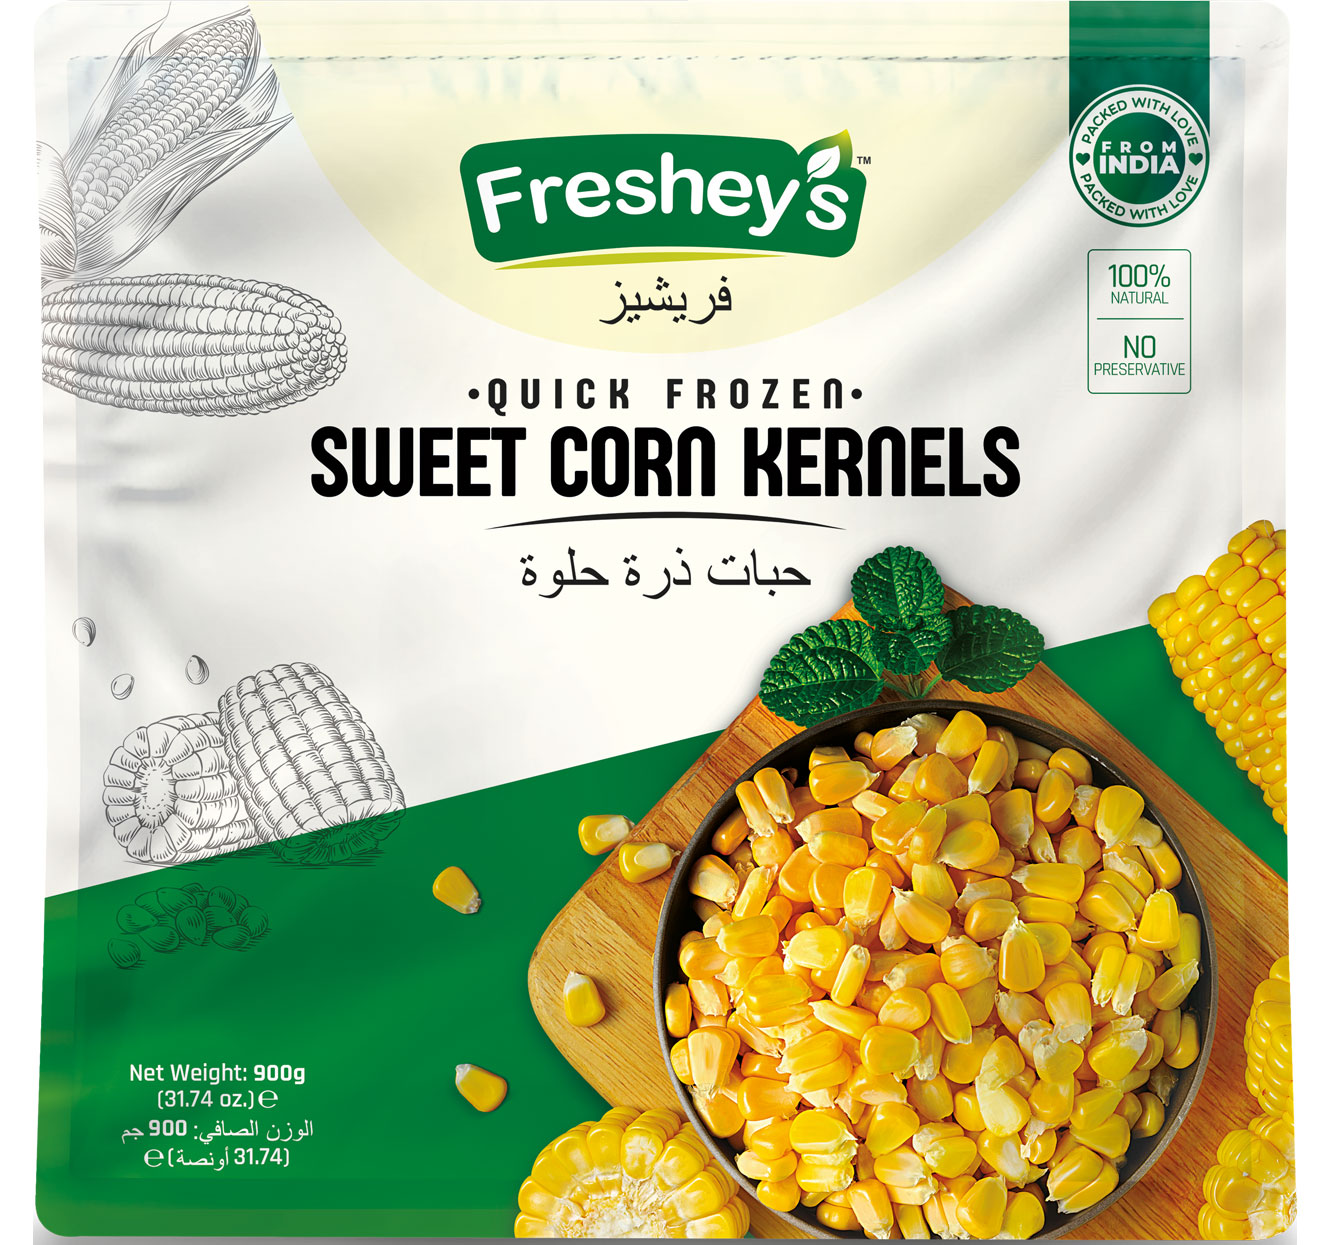 Freshey's™
فريشيز
PACKED WITH LOVE
FROM
INDIA
PACKED WITH LOVE
100%
NATURAL
NO
PRESERVATIVE
•QUICK FROZEN•
SWEET CORN KERNELS
حبات ذرة حلوة
Net Weight: 900g
(31.74 oz.) ℮
الوزن الصافي: 900 جم
(31.74 أونصة) ℮